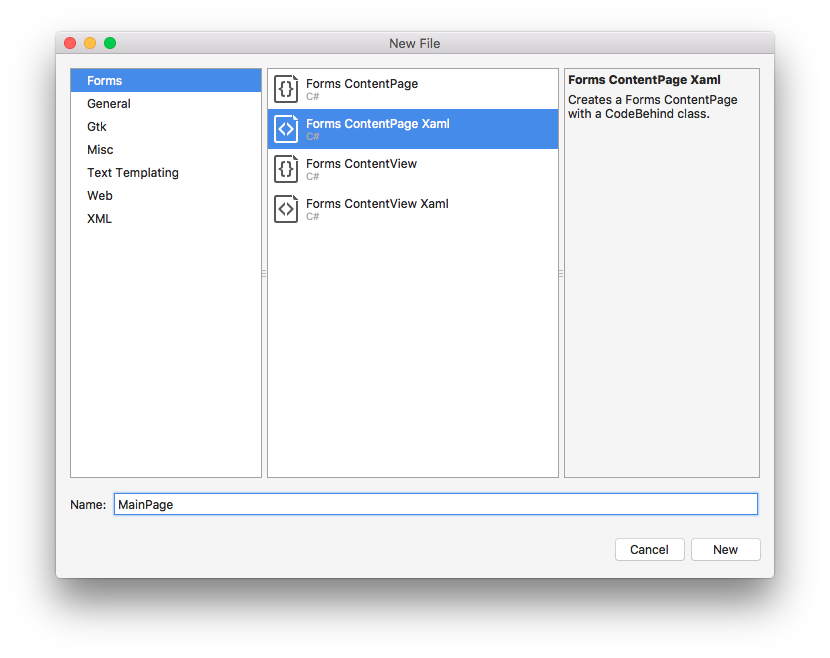 New File
Forms
General
Gtk
Misc
Text Templating
Web
XML
Forms ContentPage
C#
Forms ContentPage Xaml
C#
Forms ContentView
C#
Forms ContentView Xaml
C#
Forms ContentPage Xaml
Creates a Forms ContentPage
with a CodeBehind class.
Name: MainPage
Cancel New